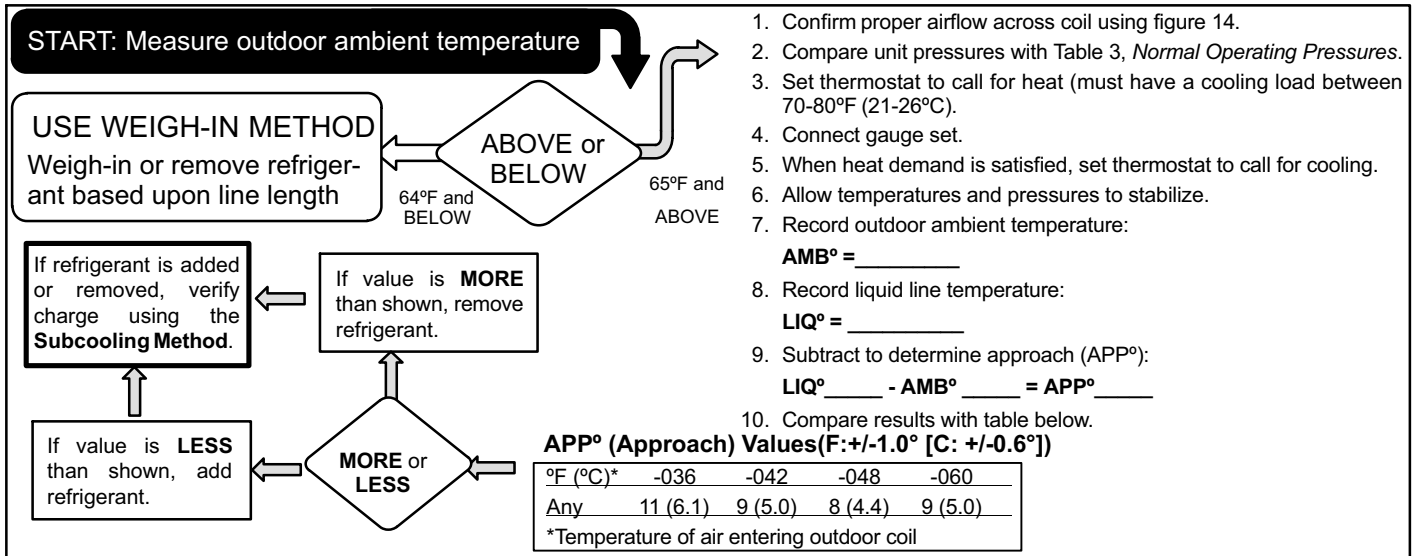 START: Measure outdoor ambient temperature
USE WEIGH-IN METHOD
Weigh-in or remove refriger-
ant based upon line length
ABOVE or
BELOW
64ºF and
BELOW
65ºF and
ABOVE
1. Confirm proper airflow across coil using figure 14.
2. Compare unit pressures with Table 3, Normal Operating Pressures.
3. Set thermostat to call for heat (must have a cooling load between
70-80ºF (21-26ºC).
4. Connect gauge set.
5. When heat demand is satisfied, set thermostat to call for cooling.
6. Allow temperatures and pressures to stabilize.
7. Record outdoor ambient temperature:
AMBº =_________
8. Record liquid line temperature:
LIQº = __________
9. Subtract to determine approach (APPº):
LIQº_____ - AMBº _____ = APPº_____
10. Compare results with table below.
APPº (Approach) Values(F:+/-1.0° [C: +/-0.6°])
ºF (ºC)* -036 -042 -048 -060
Any 11 (6.1) 9 (5.0) 8 (4.4) 9 (5.0)
*Temperature of air entering outdoor coil
MORE or
LESS
If value is MORE
than shown, remove
refrigerant.
If value is LESS
than shown, add
refrigerant.
If refrigerant is added
or removed, verify
charge using the
Subcooling Method.